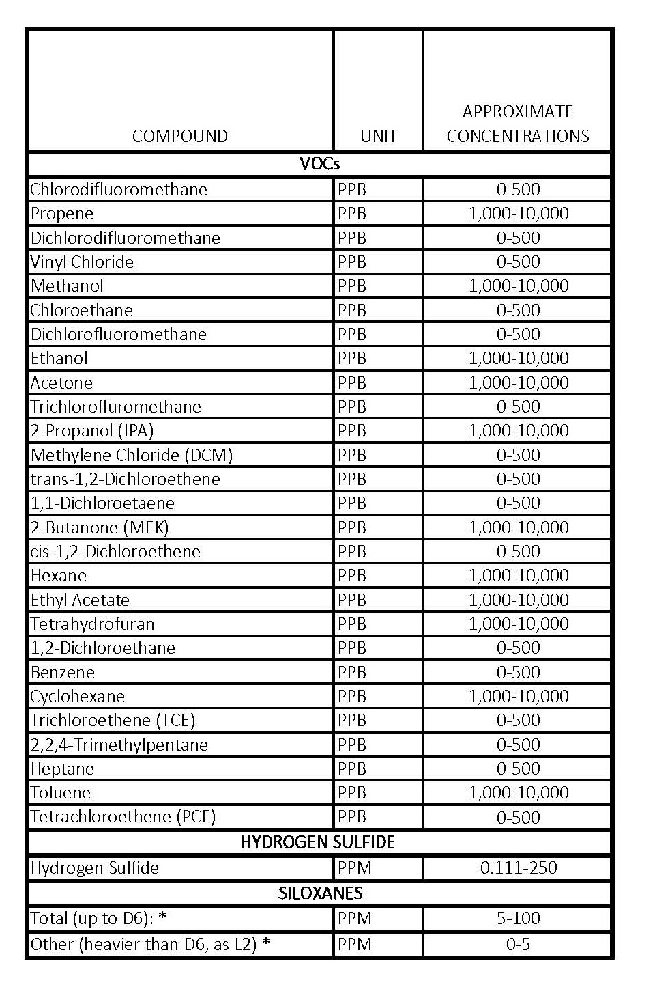 COMPOUND UNIT APPROXIMATE CONCENTRATIONS
VOCs
Chlorodifluoromethane PPB 0-500
Propene PPB 1,000-10,000
Dichlorodifluoromethane PPB 0-500
Vinyl Chloride PPB 0-500
Methanol PPB 1,000-10,000
Chloroethane PPB 0-500
Dichlorofluoromethane PPB 0-500
Ethanol PPB 1,000-10,000
Acetone PPB 1,000-10,000
Trichlorofluromethane PPB 0-500
2-Propanol (IPA) PPB 1,000-10,000
Methylene Chloride (DCM) PPB 0-500
trans-1,2-Dichloroethene PPB 0-500
1,1-Dichloroetaene PPB 0-500
2-Butanone (MEK) PPB 1,000-10,000
cis-1,2-Dichloroethene PPB 0-500
Hexane PPB 1,000-10,000
Ethyl Acetate PPB 1,000-10,000
Tetrahydrofuran PPB 1,000-10,000
1,2-Dichloroethane PPB 0-500
Benzene PPB 0-500
Cyclohexane PPB 1,000-10,000
Trichloroethene (TCE) PPB 0-500
2,2,4-Trimethylpentane PPB 0-500
Heptane PPB 0-500
Toluene PPB 1,000-10,000
Tetrachloroethene (PCE) PPB 0-500
HYDROGEN SULFIDE
Hydrogen Sulfide PPM 0.111-250
SILOXANES
Total (up to D6): * PPM 5-100
Other (heavier than D6, as L2) * PPM 0-5